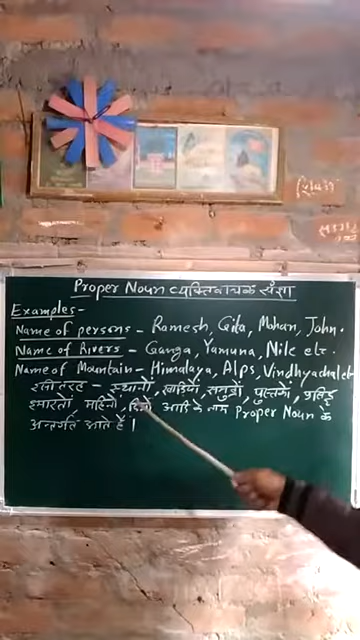 Proper Noun व्यक्तिवाचक संज्ञा
Examples-
Name of persons - Ramesh, Gita, Mohan, John.
Name of Rivers - Ganga, Yamuna, Nile etc.
Name of Mountain - Himalaya, Alps, Vindhyachal etc
इसी तरह - स्थानों, खाड़ियों, समुद्रों, पुस्तकों, प्रसिद्ध
इमारतों महिनों, दिनों आदि के नाम Proper Noun के
अन्तर्गत आते हैं।